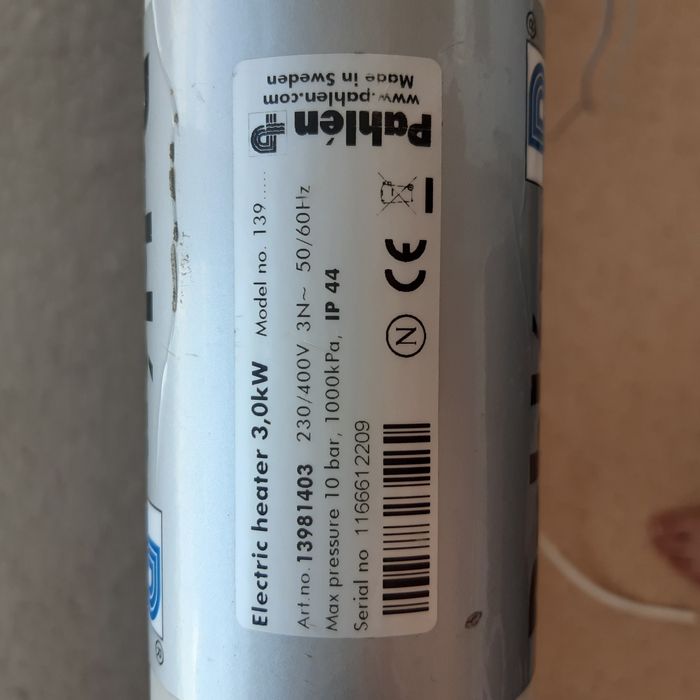 Electric heater 3,0kW Model no. 139 .....
Art.no. 13981403 230/400V 3N~ 50/60Hz
Max pressure 10 bar, 1000kPa, IP 44
Serial no 1166612209
N
CE
Pahlén
www.pahlen.com
Made in Sweden
®
®